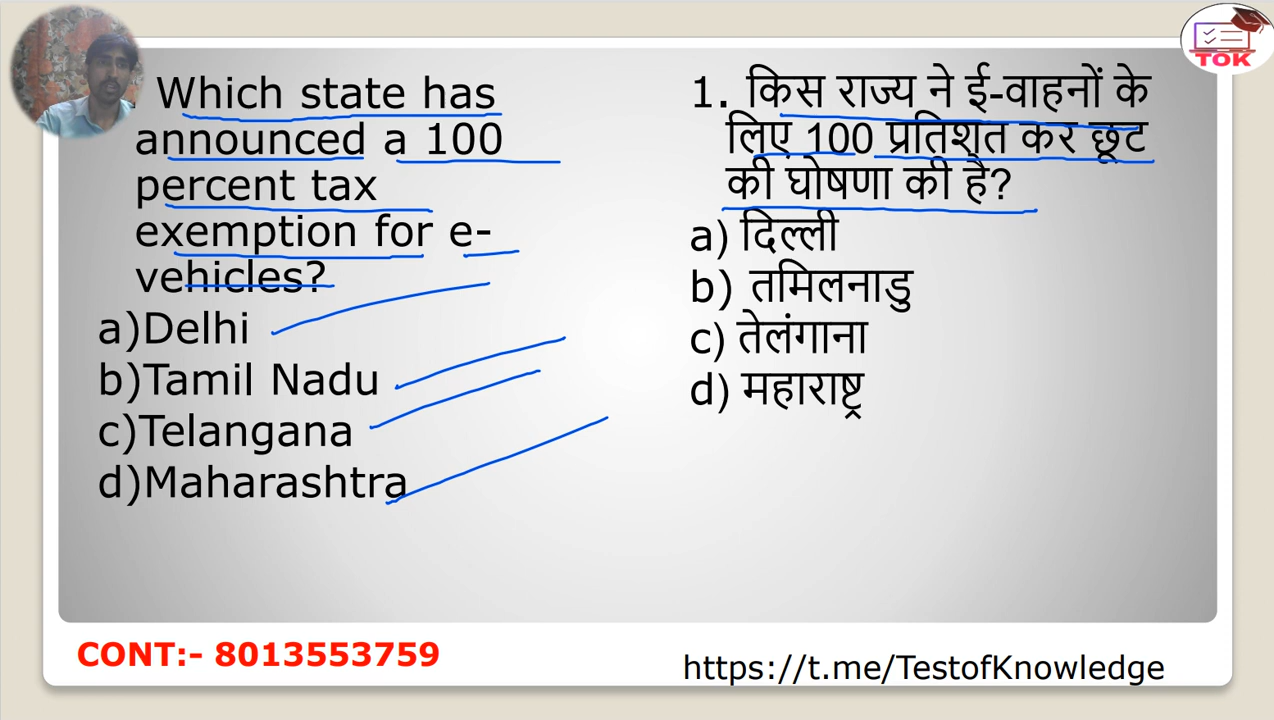 Which state has
announced a 100
percent tax
exemption for e-
vehicles?
a)Delhi
b)Tamil Nadu
c)Telangana
d)Maharashtra
1. किस राज्य ने ई-वाहनों के
लिए 100 प्रतिशत कर छूट
की घोषणा की है?
a) दिल्ली
b) तमिलनाडु
c) तेलंगाना
d) महाराष्ट्र
TOK
CONT:- 8013553759
https://t.me/TestofKnowledge